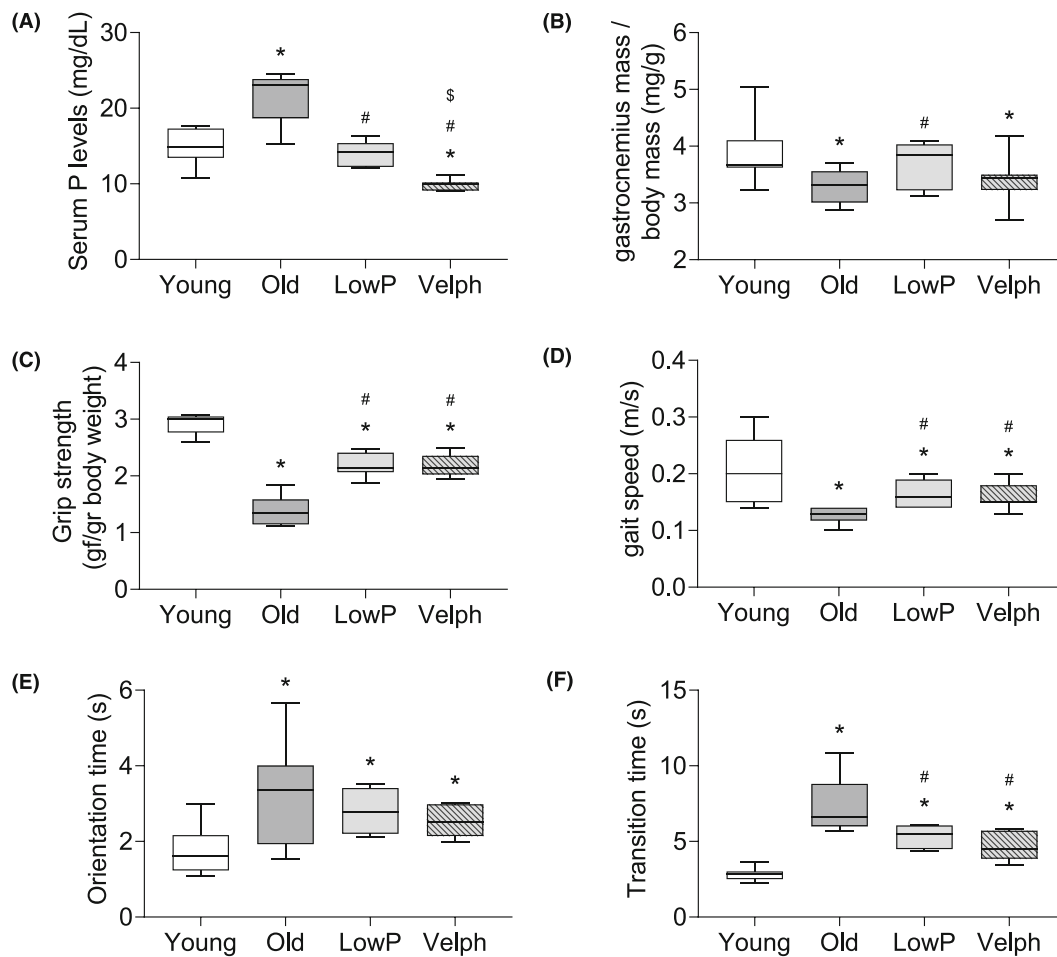 (A)
Serum P levels (mg/dL)
30
20
10
0
*
#
$
#
*
Young Old LowP Velph
(B)
gastrocnemius mass /
body mass (mg/g)
6
5
4
3
2
*
#
*
Young Old LowP Velph
(C)
Grip strength
(gf/gr body weight)
4
3
2
1
0
*
#
*
#
*
Young Old LowP Velph
(D)
gait speed (m/s)
0.4
0.3
0.2
0.1
0.0
*
#
*
#
*
Young Old LowP Velph
(E)
Orientation time (s)
6
4
2
0
*
*
*
Young Old LowP Velph
(F)
Transition time (s)
15
10
5
0
*
#
*
#
*
Young Old LowP Velph